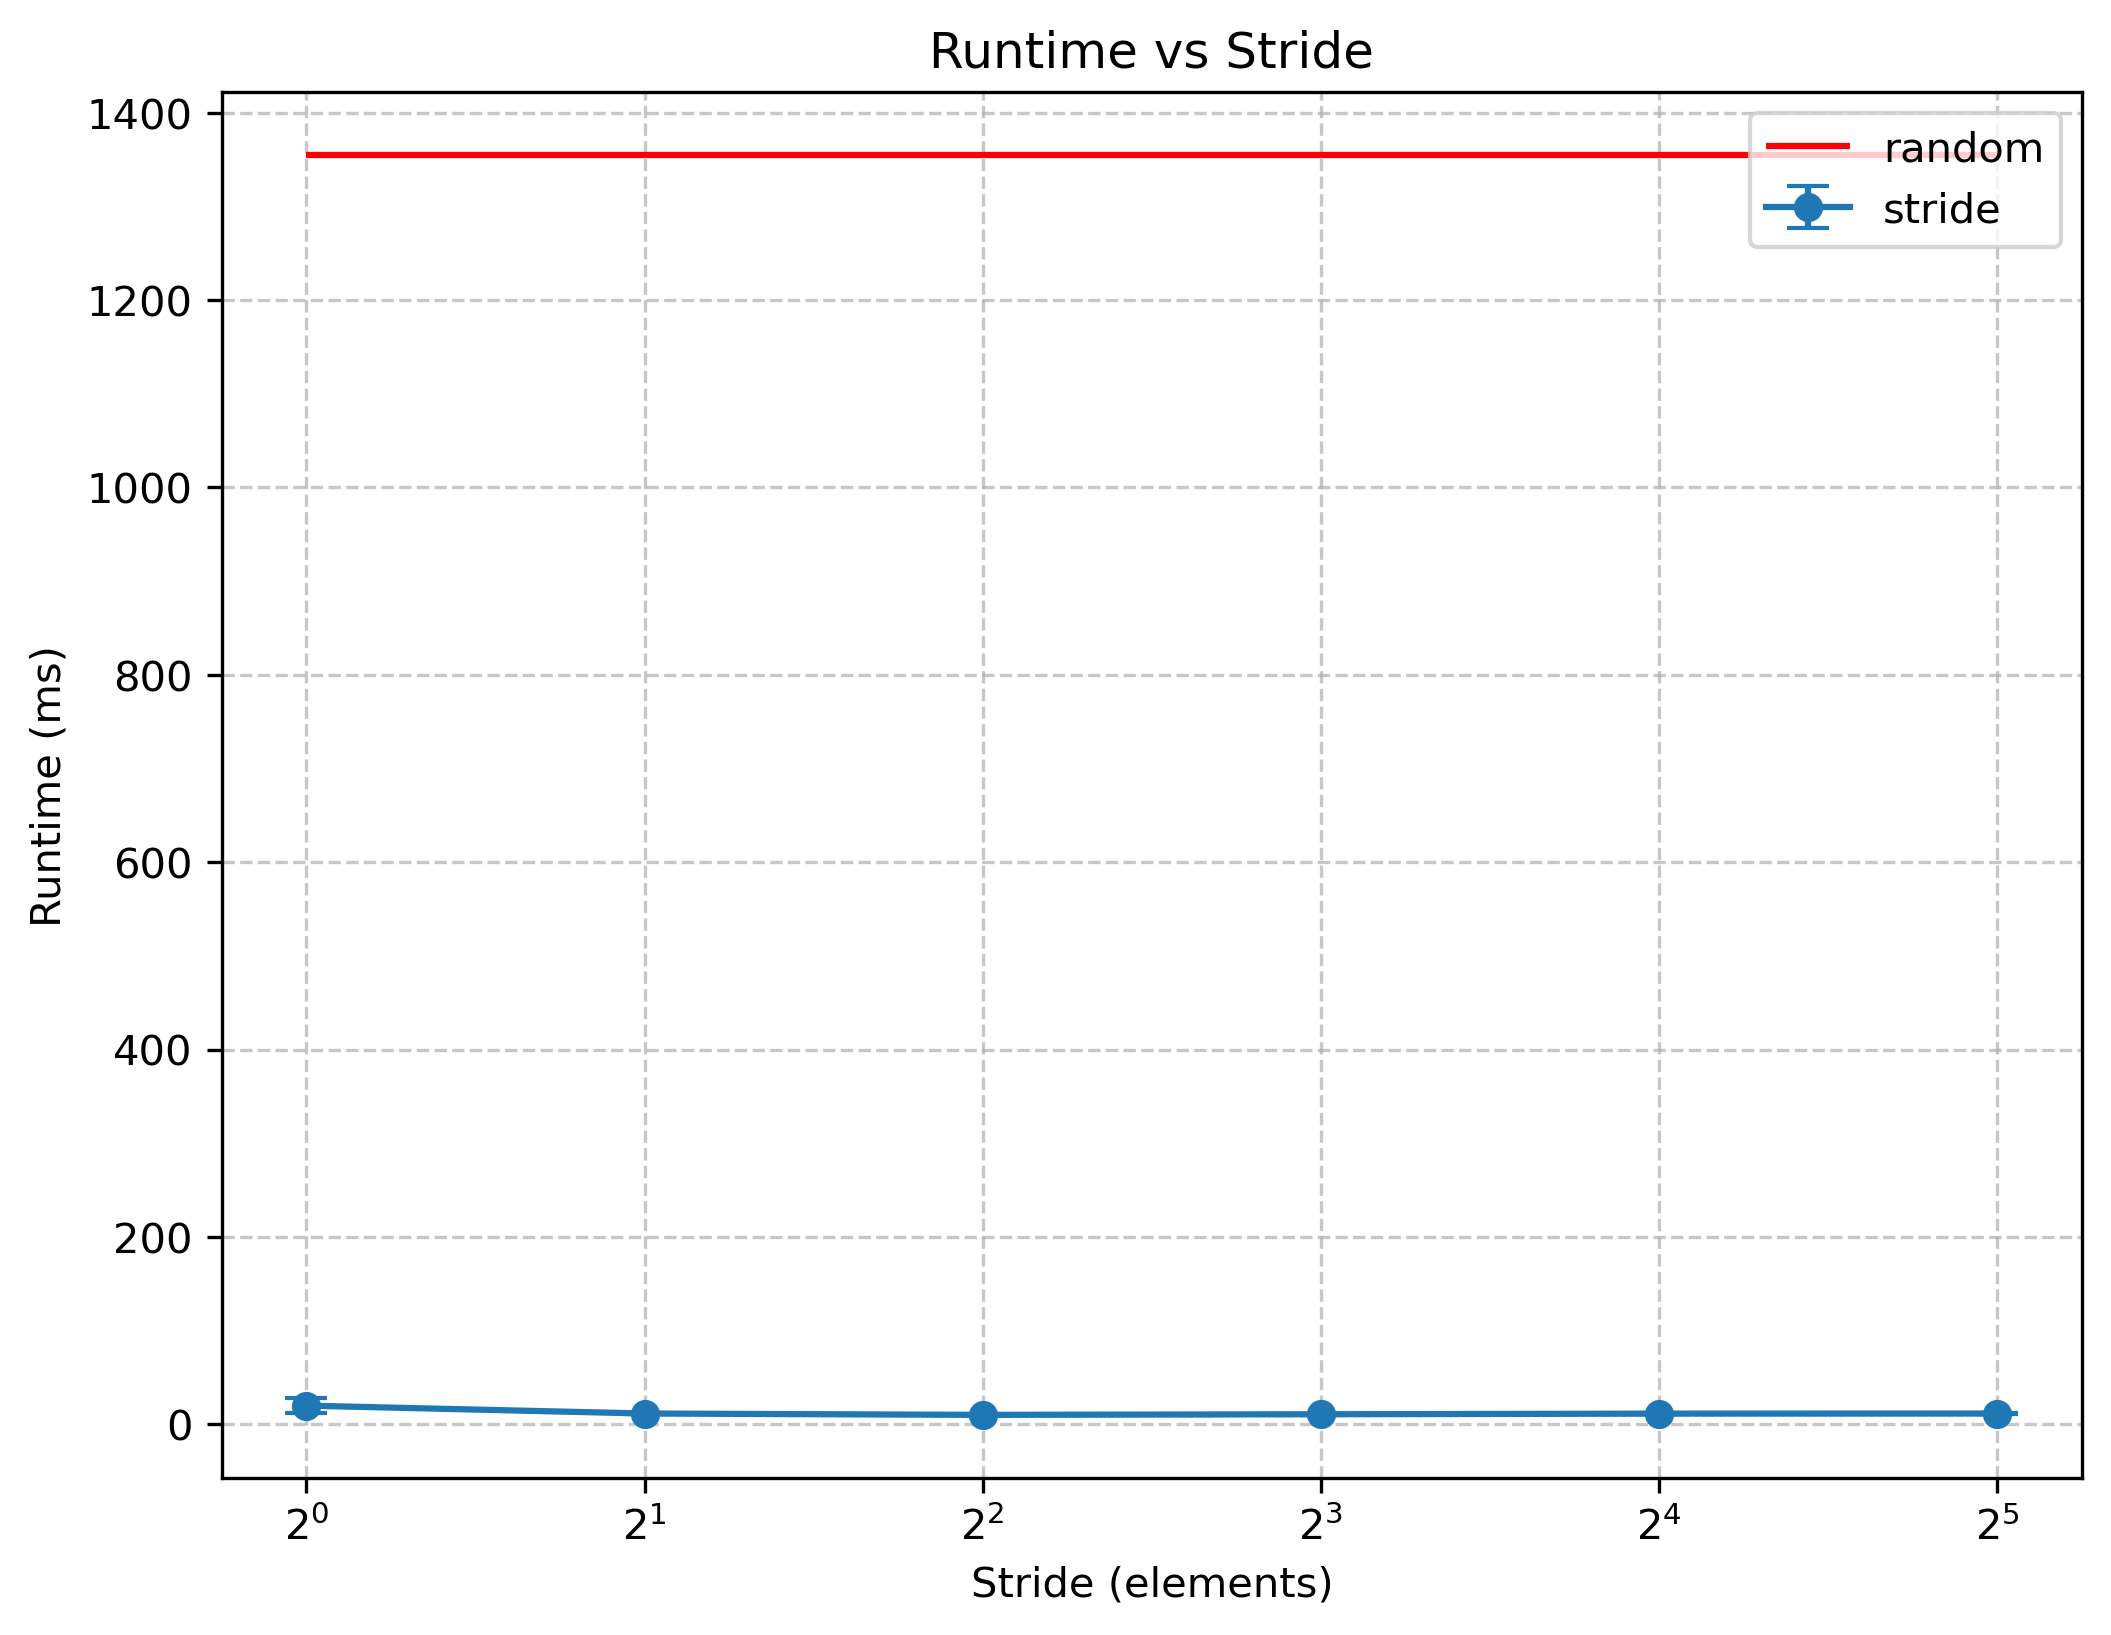 Runtime vs Stride
1400
1200
1000
800
600
400
200
0
Runtime (ms)
random
stride
2⁰ 2¹ 2² 2³ 2⁴ 2⁵
Stride (elements)